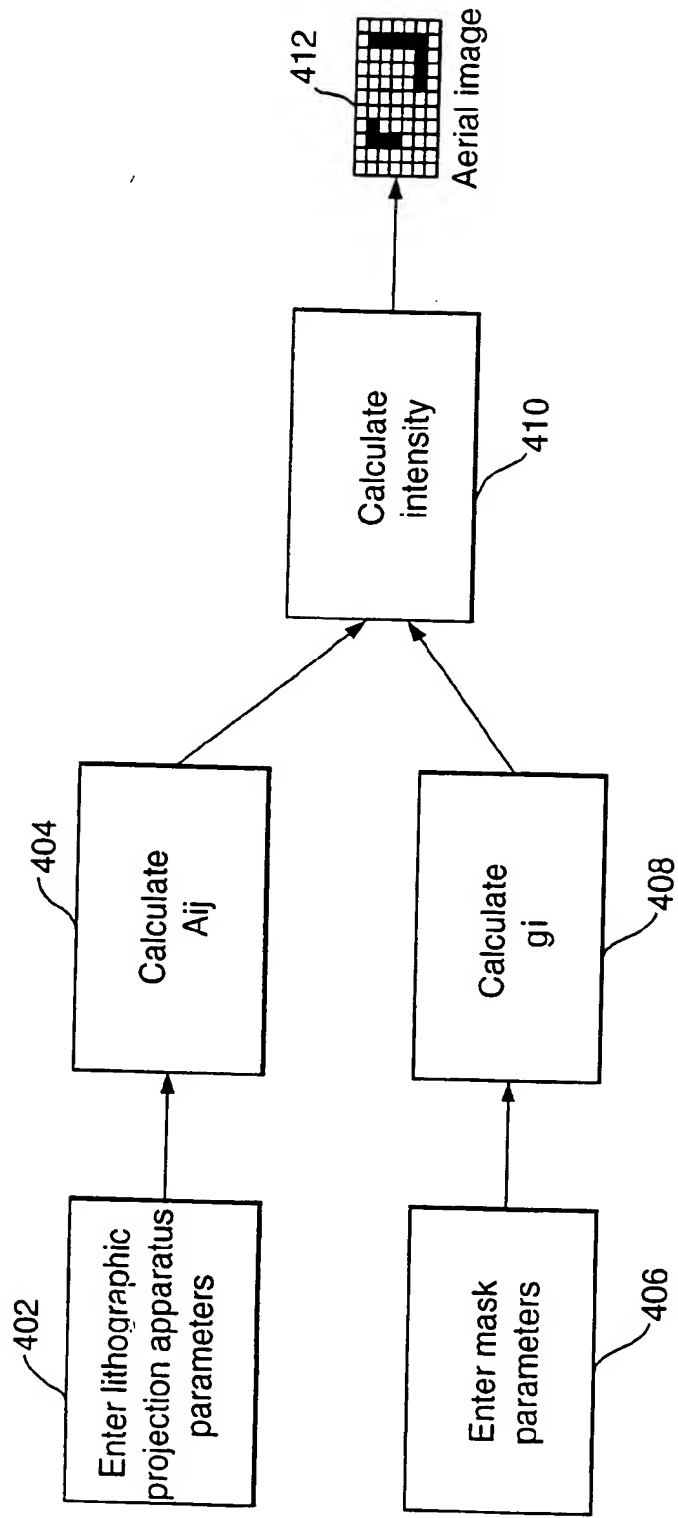 402
Enter lithographic
projection apparatus
parameters
404
Calculate
Aij
406
Enter mask
parameters
408
Calculate
gi
410
Calculate
intensity
412
Aerial image